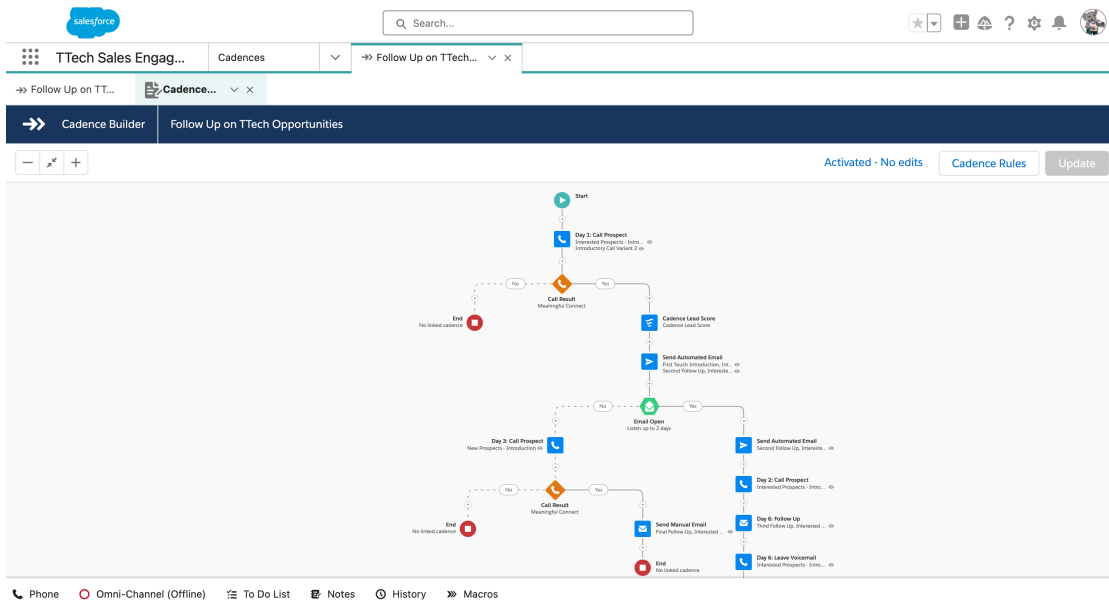 salesforce
Search...
TTech Sales Engag...
Cadences
Follow Up on TTech...
Follow Up on TT...
Cadence...
Cadence Builder
Follow Up on TTech Opportunities
Activated - No edits
Cadence Rules
Update
Start
Day 1: Call Prospect
Interested Prospects - Intro...
Introductory Call Variant 2
No
Yes
Call Result
Meaningful Connect
End
No linked cadence
Cadence Lead Score
Cadence Lead Score
Send Automated Email
First Touch Introduction, Int...
Second Follow Up, Intereste...
No
Yes
Email Open
Listen up to 2 days
Day 3: Call Prospect
New Prospects - Introduction
Send Automated Email
Second Follow Up, Intereste...
Day 2: Call Prospect
Interested Prospects - Intro...
No
Yes
Call Result
Meaningful Connect
End
No linked cadence
Send Manual Email
Final Follow Up, Interested ...
Day 6: Follow Up
Third Follow Up, Interested ...
End
No linked cadence
Day 6: Leave Voicemail
Interested Prospects - Intro...
Phone
Omni-Channel (Offline)
To Do List
Notes
History
Macros